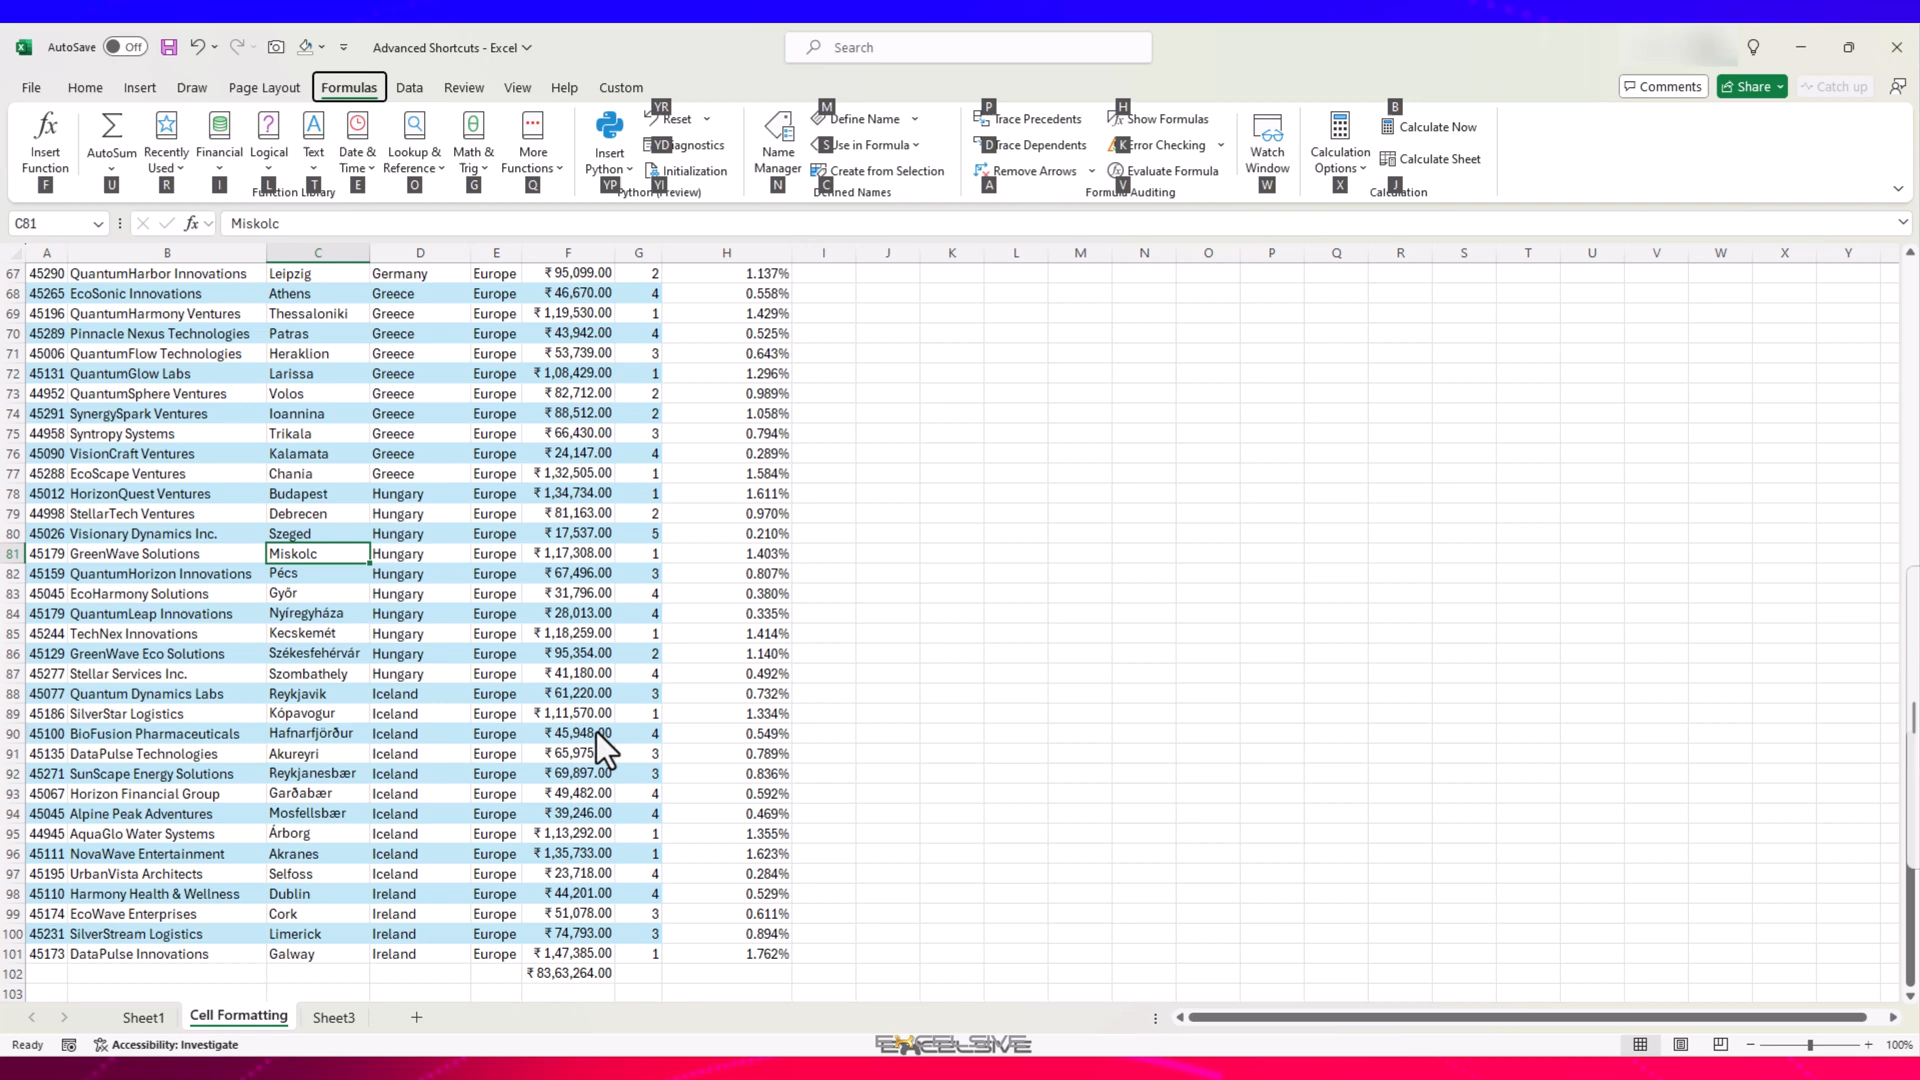 AutoSave Off Advanced Shortcuts - Excel Search
File Home Insert Draw Page Layout Formulas Data Review View Help Custom Comments Share Catch up
YR M P H B
Reset Define Name Trace Precedents Show Formulas Calculate Now
YD Diagnostics S Use in Formula D Trace Dependents K Error Checking
Insert Function AutoSum Recently Used Financial Logical Text Date & Time Lookup & Reference Math & Trig More Functions Insert Python Name Manager Watch Window Calculation Options Calculate Sheet
Initialization Create from Selection Remove Arrows Evaluate Formula
F U R I L T E O G Q YP YI N C A V W X J
Function Library Python (Preview) Defined Names Formula Auditing Calculation
C81 fx Miskolc
A B C D E F G H I J K L M N O P Q R S T U V W X Y
67 45290 QuantumHarbor Innovations Leipzig Germany Europe ₹ 95,099.00 2 1.137%
68 45265 EcoSonic Innovations Athens Greece Europe ₹ 46,670.00 4 0.558%
69 45196 QuantumHarmony Ventures Thessaloniki Greece Europe ₹ 1,19,530.00 1 1.429%
70 45289 Pinnacle Nexus Technologies Patras Greece Europe ₹ 43,942.00 4 0.525%
71 45006 QuantumFlow Technologies Heraklion Greece Europe ₹ 53,739.00 3 0.643%
72 45131 QuantumGlow Labs Larissa Greece Europe ₹ 1,08,429.00 1 1.296%
73 44952 QuantumSphere Ventures Volos Greece Europe ₹ 82,712.00 2 0.989%
74 45291 SynergySpark Ventures Ioannina Greece Europe ₹ 88,512.00 2 1.058%
75 44958 Syntropy Systems Trikala Greece Europe ₹ 66,430.00 3 0.794%
76 45090 VisionCraft Ventures Kalamata Greece Europe ₹ 24,147.00 4 0.289%
77 45288 EcoScape Ventures Chania Greece Europe ₹ 1,32,505.00 1 1.584%
78 45012 HorizonQuest Ventures Budapest Hungary Europe ₹ 1,34,734.00 1 1.611%
79 44998 StellarTech Ventures Debrecen Hungary Europe ₹ 81,163.00 2 0.970%
80 45026 Visionary Dynamics Inc. Szeged Hungary Europe ₹ 17,537.00 5 0.210%
81 45179 GreenWave Solutions Miskolc Hungary Europe ₹ 1,17,308.00 1 1.403%
82 45159 QuantumHorizon Innovations Pécs Hungary Europe ₹ 67,496.00 3 0.807%
83 45045 EcoHarmony Solutions Győr Hungary Europe ₹ 31,796.00 4 0.380%
84 45179 QuantumLeap Innovations Nyíregyháza Hungary Europe ₹ 28,013.00 4 0.335%
85 45244 TechNex Innovations Kecskemét Hungary Europe ₹ 1,18,259.00 1 1.414%
86 45129 GreenWave Eco Solutions Székesfehérvár Hungary Europe ₹ 95,354.00 2 1.140%
87 45277 Stellar Services Inc. Szombathely Hungary Europe ₹ 41,180.00 4 0.492%
88 45077 Quantum Dynamics Labs Reykjavik Iceland Europe ₹ 61,220.00 3 0.732%
89 45186 SilverStar Logistics Kópavogur Iceland Europe ₹ 1,11,570.00 1 1.334%
90 45100 BioFusion Pharmaceuticals Hafnarfjörður Iceland Europe ₹ 45,948.00 4 0.549%
91 45135 DataPulse Technologies Akureyri Iceland Europe ₹ 65,975 3 0.789%
92 45271 SunScape Energy Solutions Reykjanesbær Iceland Europe ₹ 69,897.00 3 0.836%
93 45067 Horizon Financial Group Garðabær Iceland Europe ₹ 49,482.00 4 0.592%
94 45045 Alpine Peak Adventures Mosfellsbær Iceland Europe ₹ 39,246.00 4 0.469%
95 44945 AquaGlo Water Systems Árborg Iceland Europe ₹ 1,13,292.00 1 1.355%
96 45111 NovaWave Entertainment Akranes Iceland Europe ₹ 1,35,733.00 1 1.623%
97 45195 UrbanVista Architects Selfoss Iceland Europe ₹ 23,718.00 4 0.284%
98 45110 Harmony Health & Wellness Dublin Ireland Europe ₹ 44,201.00 4 0.529%
99 45174 EcoWave Enterprises Cork Ireland Europe ₹ 51,078.00 3 0.611%
100 45231 SilverStream Logistics Limerick Ireland Europe ₹ 74,793.00 3 0.894%
101 45173 DataPulse Innovations Galway Ireland Europe ₹ 1,47,385.00 1 1.762%
102 ₹ 83,63,264.00
103
Sheet1 Cell Formatting Sheet3
Ready Accessibility: Investigate EXCELSIVE 100%